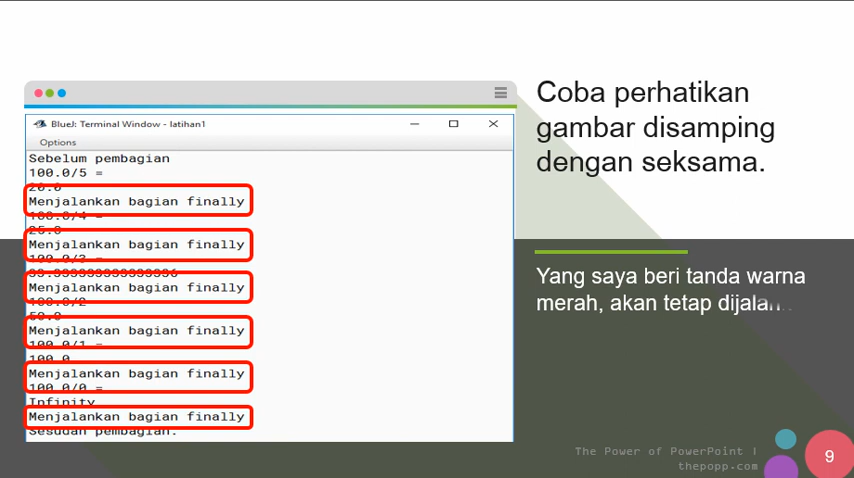 BlueJ: Terminal Window - latihan1
Options
Sebelum pembagian
100.0/5 =
20.0
Menjalankan bagian finally
100.0/4 =
25.0
Menjalankan bagian finally
100.0/3 =
Menjalankan bagian finally
100.0/2
50.0
Menjalankan bagian finally
100.0/1 =
100.0
Menjalankan bagian finally
100.0/0 =
Infinity
Menjalankan bagian finally
Sesudah pembagian.
Coba perhatikan
gambar disamping
dengan seksama.
Yang saya beri tanda warna
merah, akan tetap dijalan
The Power of PowerPoint |
thepopp.com
9